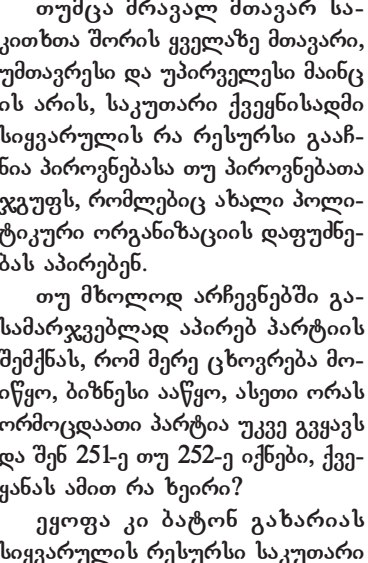 თუმცა მრავალ მთავარ სა-
კითხთა შორის ყველაზე მთავარი,
უმთავრესი და უპირველესი მაინც
ის არის, საკუთარი ქვეყნისადმი
სიყვარულის რა რესურსი გააჩ-
ნია პიროვნებასა თუ პიროვნებათა
ჯგუფს, რომლებიც ახალი პოლი-
ტიკური ორგანიზაციის დაფუძნე-
ბას აპირებენ.
თუ მხოლოდ არჩევნებში გა-
სამარჯვებლად აპირებ პარტიის
შემქნას, რომ მერე ცხოვრება მო-
იწყო, ბიზნესი ააწყო, ასეთი ორას
ორმოცდაათი პარტია უკვე გვყავს
და შენ 251-ე თუ 252-ე იქნები, ქვე-
ყანას ამით რა ხეირი?
ეყოფა კი ბატონ გახარიას
სიყვარულის რესურსი საკუთარი